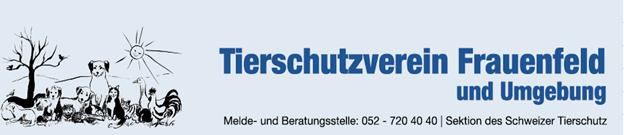 Tierschutzverein Frauenfeld
und Umgebung
Melde- und Beratungsstelle: 052 - 720 40 40 | Sektion des Schweizer Tierschutz